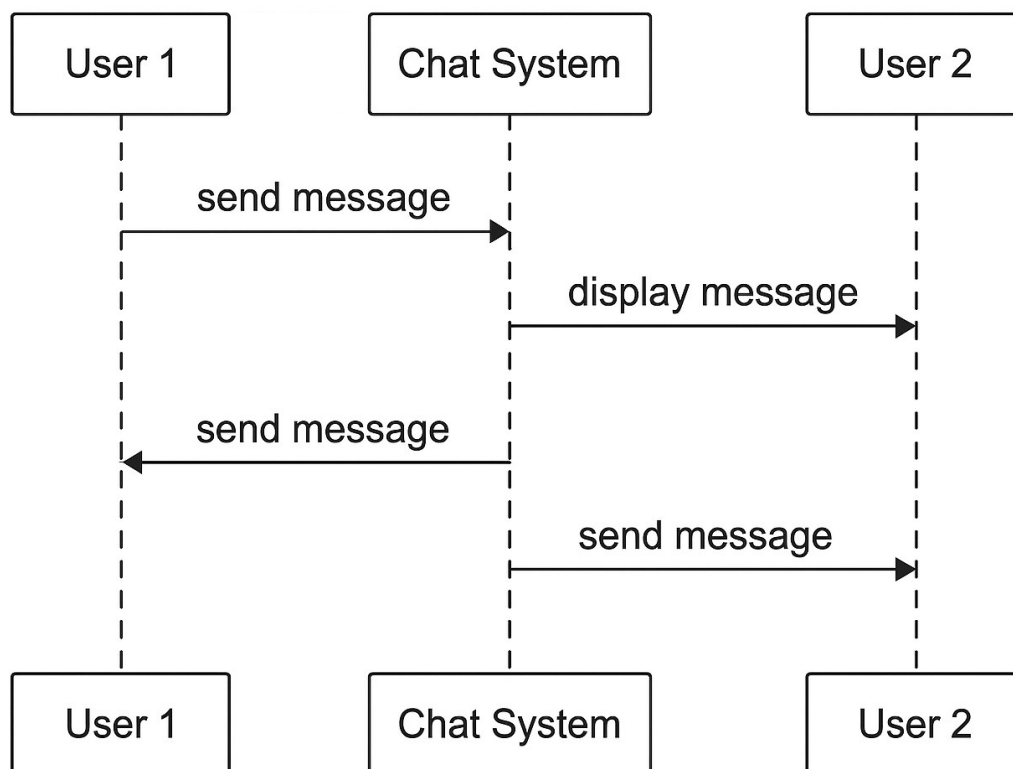 User 1
Chat System
User 2
send message
display message
send message
send message
User 1
Chat System
User 2